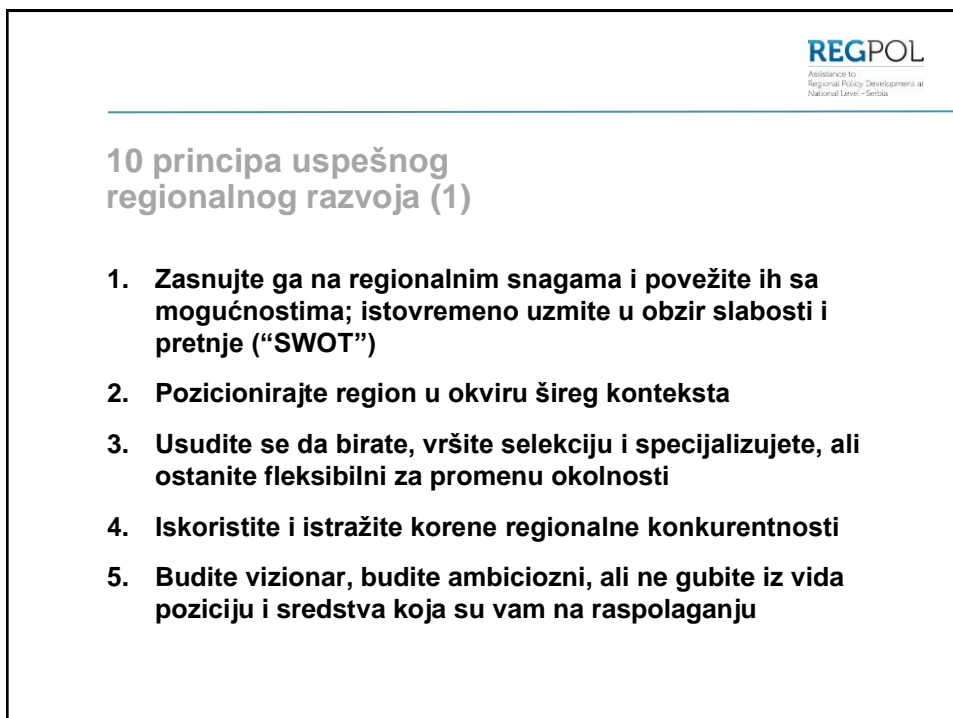 REGPOL
Assistance to
Regional Policy Development at
National Level – Serbia
10 principa uspešnog
regionalnog razvoja (1)
1. Zasnujte ga na regionalnim snagama i povežite ih sa
mogućnostima; istovremeno uzmite u obzir slabosti i
pretnje (“SWOT”)
2. Pozicionirajte region u okviru šireg konteksta
3. Usudite se da birate, vršite selekciju i specijalizujete, ali
ostanite fleksibilni za promenu okolnosti
4. Iskoristite i istražite korene regionalne konkurentnosti
5. Budite vizionar, budite ambiciozni, ali ne gubite iz vida
poziciju i sredstva koja su vam na raspolaganju